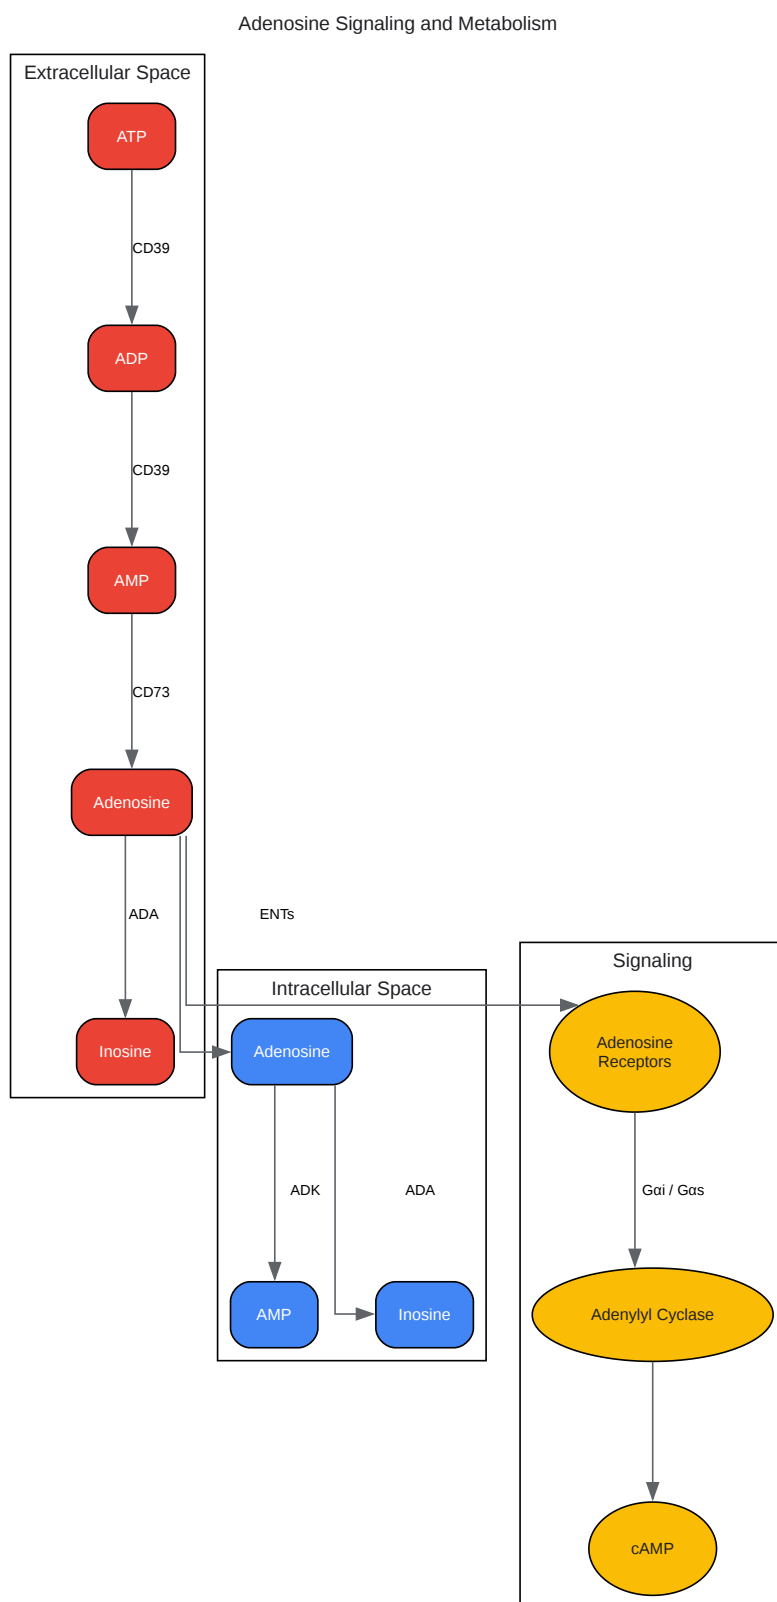 Adenosine Signaling and Metabolism
Extracellular Space
ATP
CD39
ADP
CD39
AMP
CD73
Adenosine
ADA
ENTs
Inosine
Intracellular Space
Adenosine
ADK
ADA
AMP
Inosine
Signaling
Adenosine
Receptors
Gαi / Gαs
Adenylyl Cyclase
cAMP